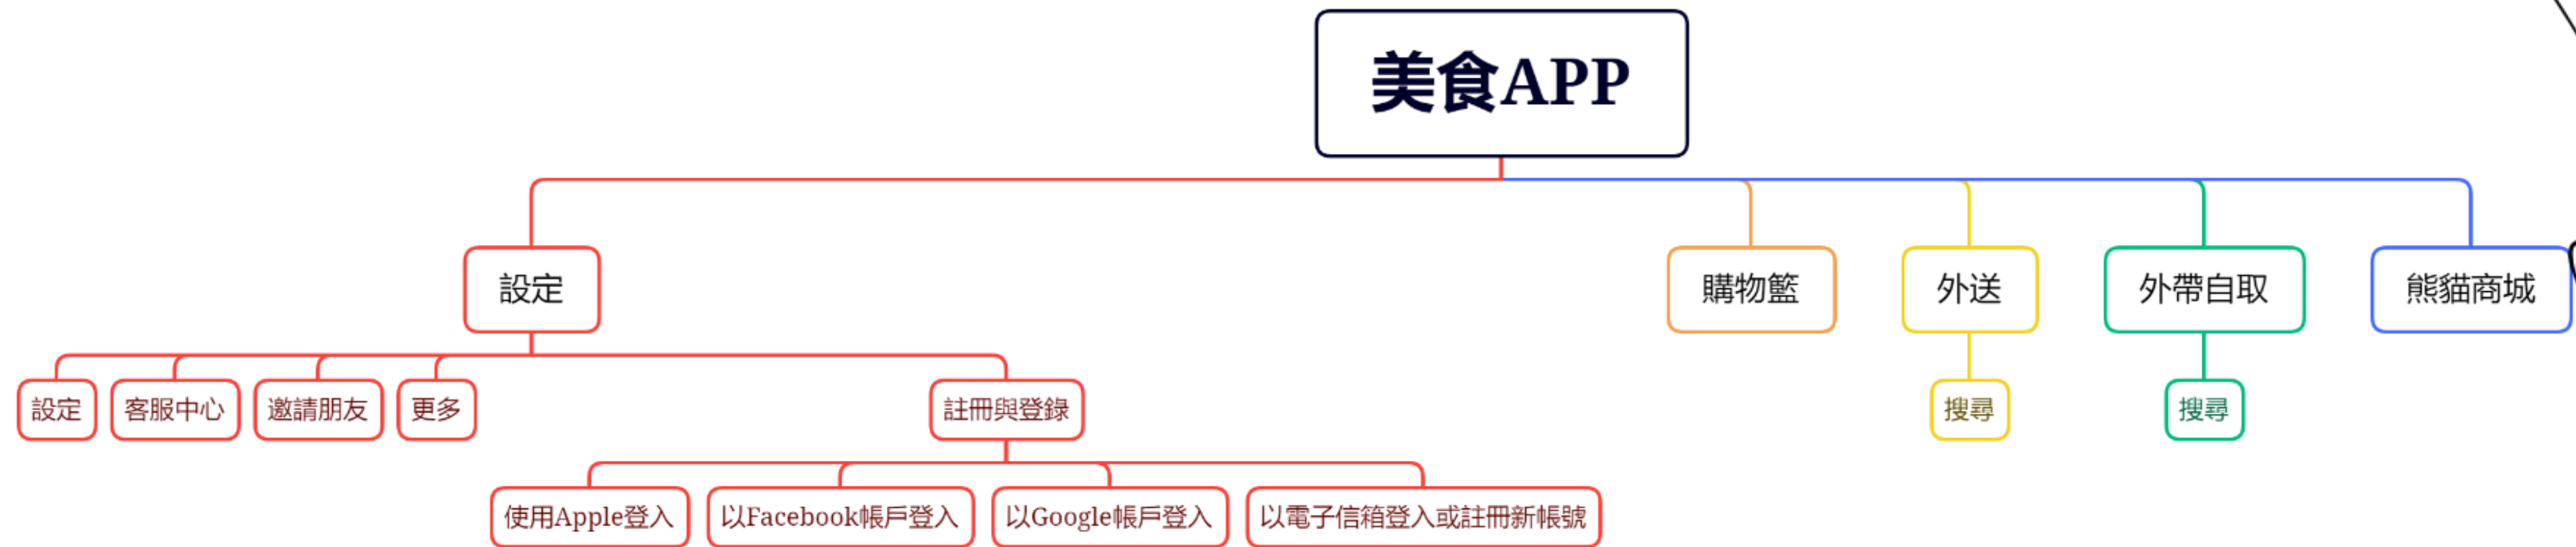 美食APP
設定
購物籃
外送
外帶自取
熊貓商城
設定
客服中心
邀請朋友
更多
註冊與登錄
搜尋
搜尋
使用Apple登入
以Facebook帳戶登入
以Google帳戶登入
以電子信箱登入或註冊新帳號